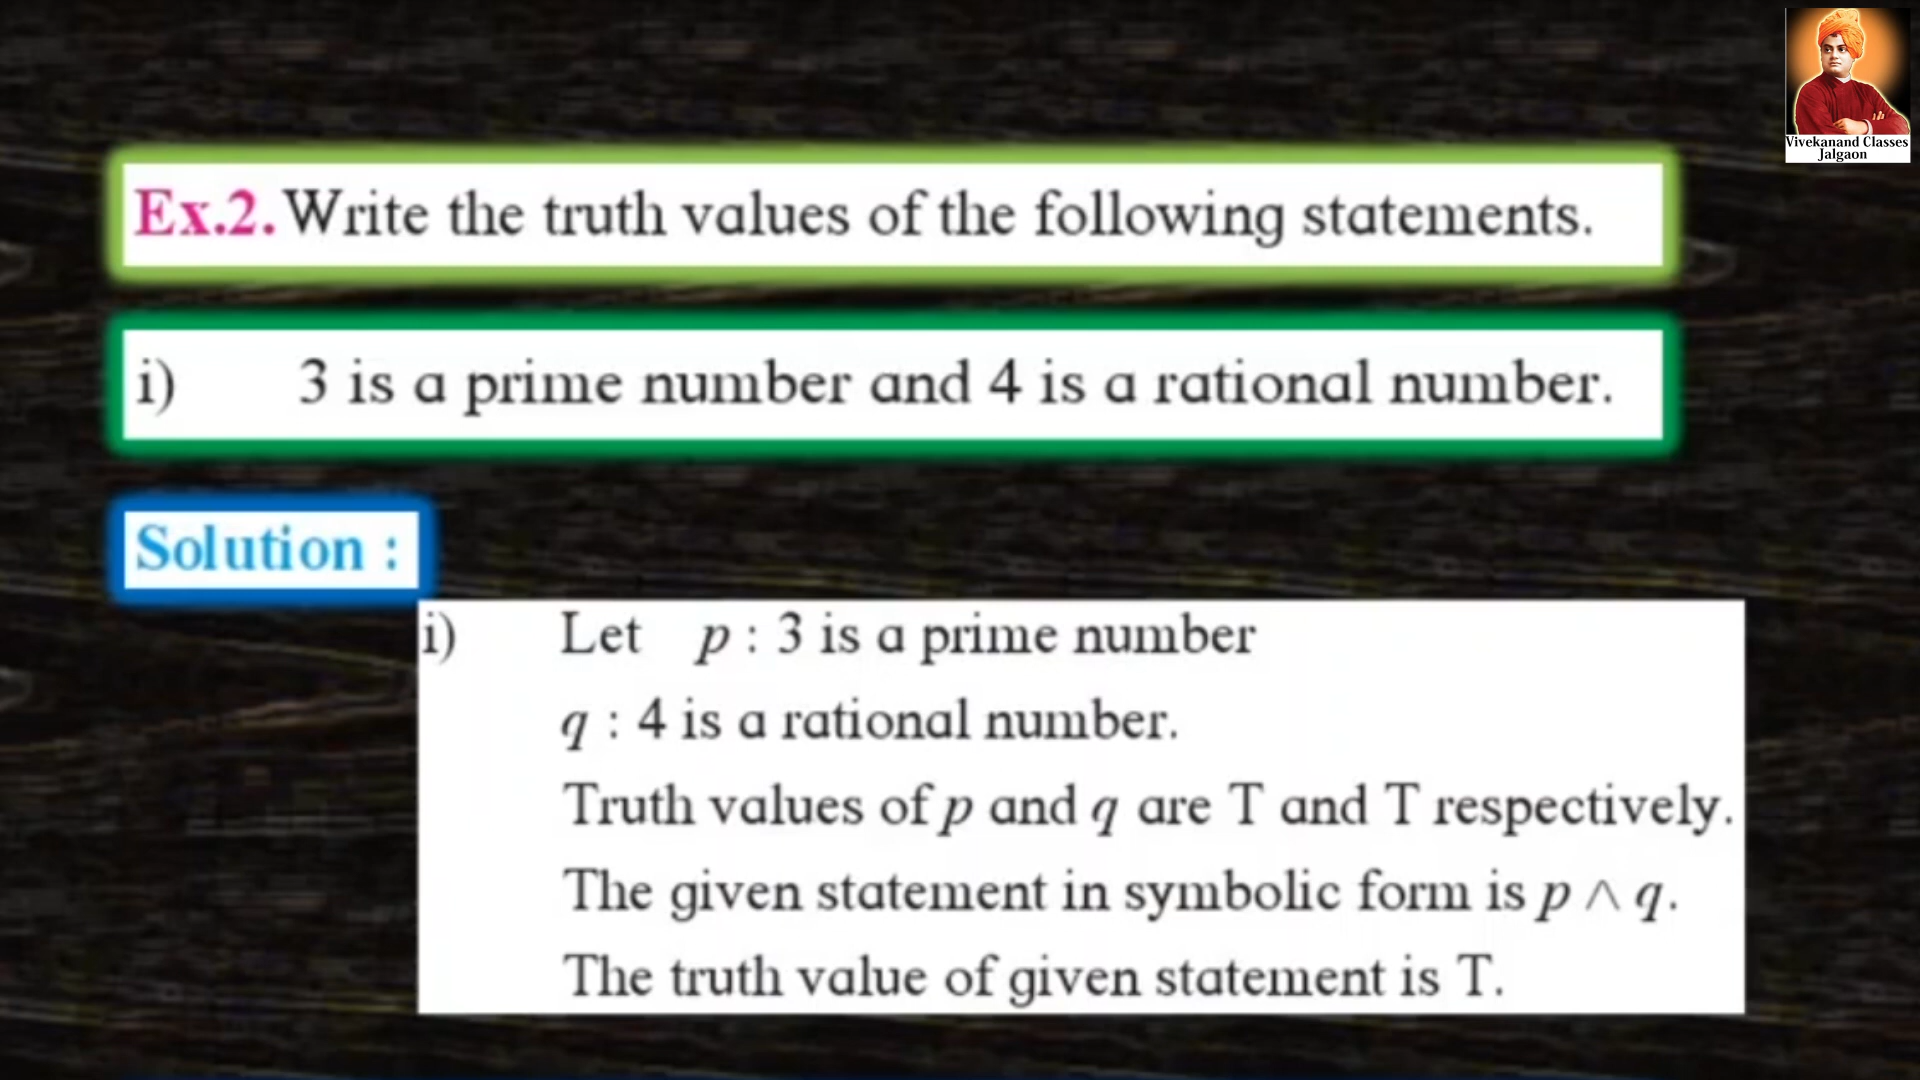 Vivekanand Classes
Jalgaon
Ex.2. Write the truth values of the following statements.
i) 3 is a prime number and 4 is a rational number.
Solution :
i) Let p : 3 is a prime number
q : 4 is a rational number.
Truth values of p and q are T and T respectively.
The given statement in symbolic form is p ∧ q.
The truth value of given statement is T.